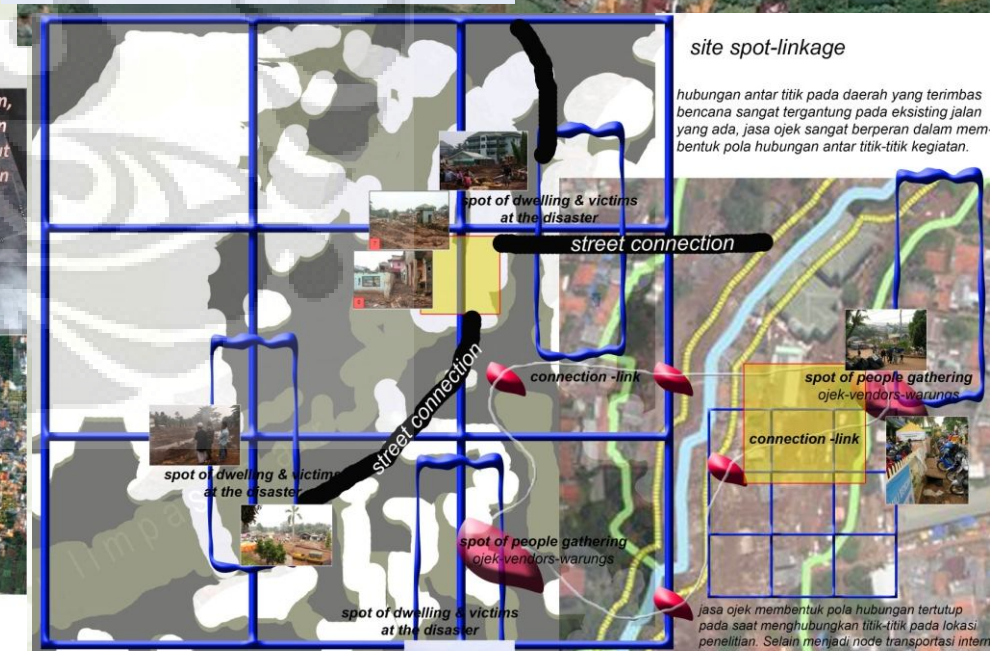 site spot-linkage
hubungan antar titik pada daerah yang terimbas
bencana sangat tergantung pada eksisting jalan
yang ada, jasa ojek sangat berperan dalam mem-
bentuk pola hubungan antar titik-titik kegiatan.
spot of dwelling & victims
at the disaster
street connection
street connection
connection -link
spot of people gathering
ojek-vendors-warungs
connection -link
spot of dwelling & victims
at the disaster
spot of people gathering
ojek-vendors-warungs
spot of dwelling & victims
at the disaster
jasa ojek membentuk pola hubungan tertutup
pada saat menghubungkan titik-titik pada lokasi
penelitian. Selain menjadi node transportasi intern